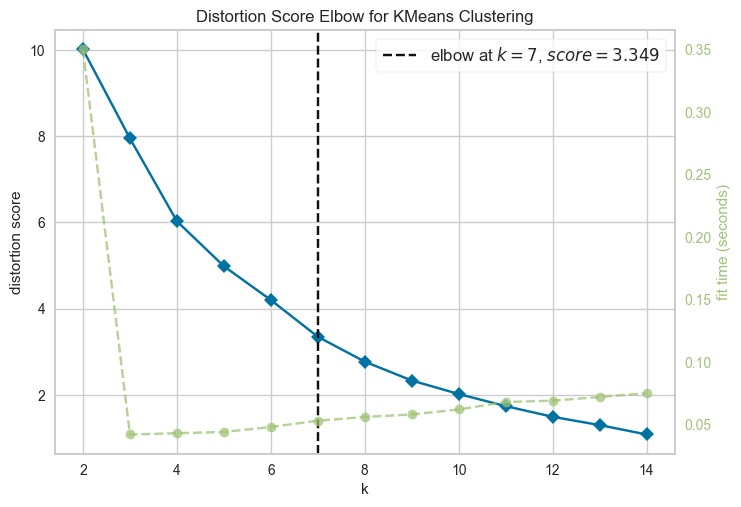 Distortion Score Elbow for KMeans Clustering
elbow at k = 7, score = 3.349
distortion score
10
8
6
4
2
0.35
0.30
0.25
0.20
0.15
0.10
0.05
fit time (seconds)
2 4 6 8 10 12 14
k